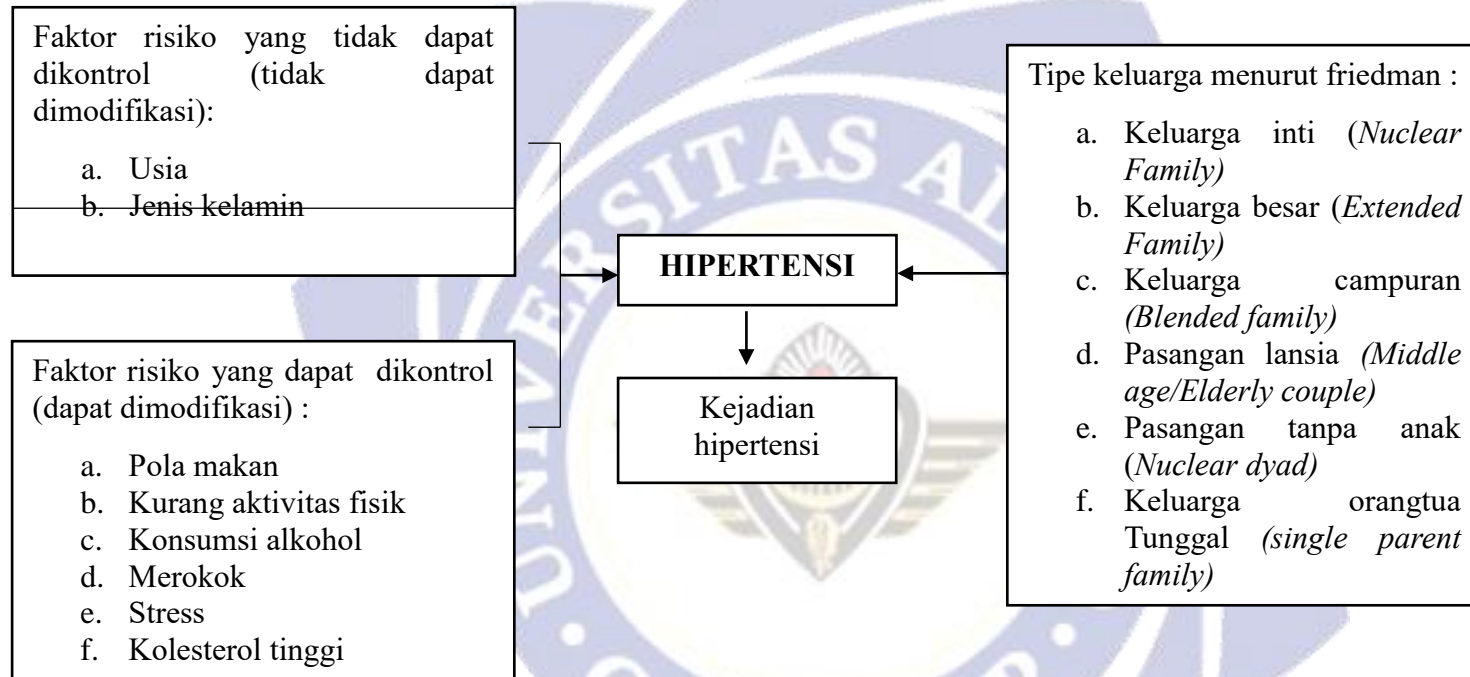 Faktor risiko yang tidak dapat
dikontrol (tidak dapat
dimodifikasi):
a. Usia
b. Jenis kelamin
Faktor risiko yang dapat dikontrol
(dapat dimodifikasi) :
a. Pola makan
b. Kurang aktivitas fisik
c. Konsumsi alkohol
d. Merokok
e. Stress
f. Kolesterol tinggi
HIPERTENSI
Kejadian
hipertensi
Tipe keluarga menurut friedman :
a. Keluarga inti (Nuclear
Family)
b. Keluarga besar (Extended
Family)
c. Keluarga campuran
(Blended family)
d. Pasangan lansia (Middle
age/Elderly couple)
e. Pasangan tanpa anak
(Nuclear dyad)
f. Keluarga orangtua
Tunggal (single parent
family)